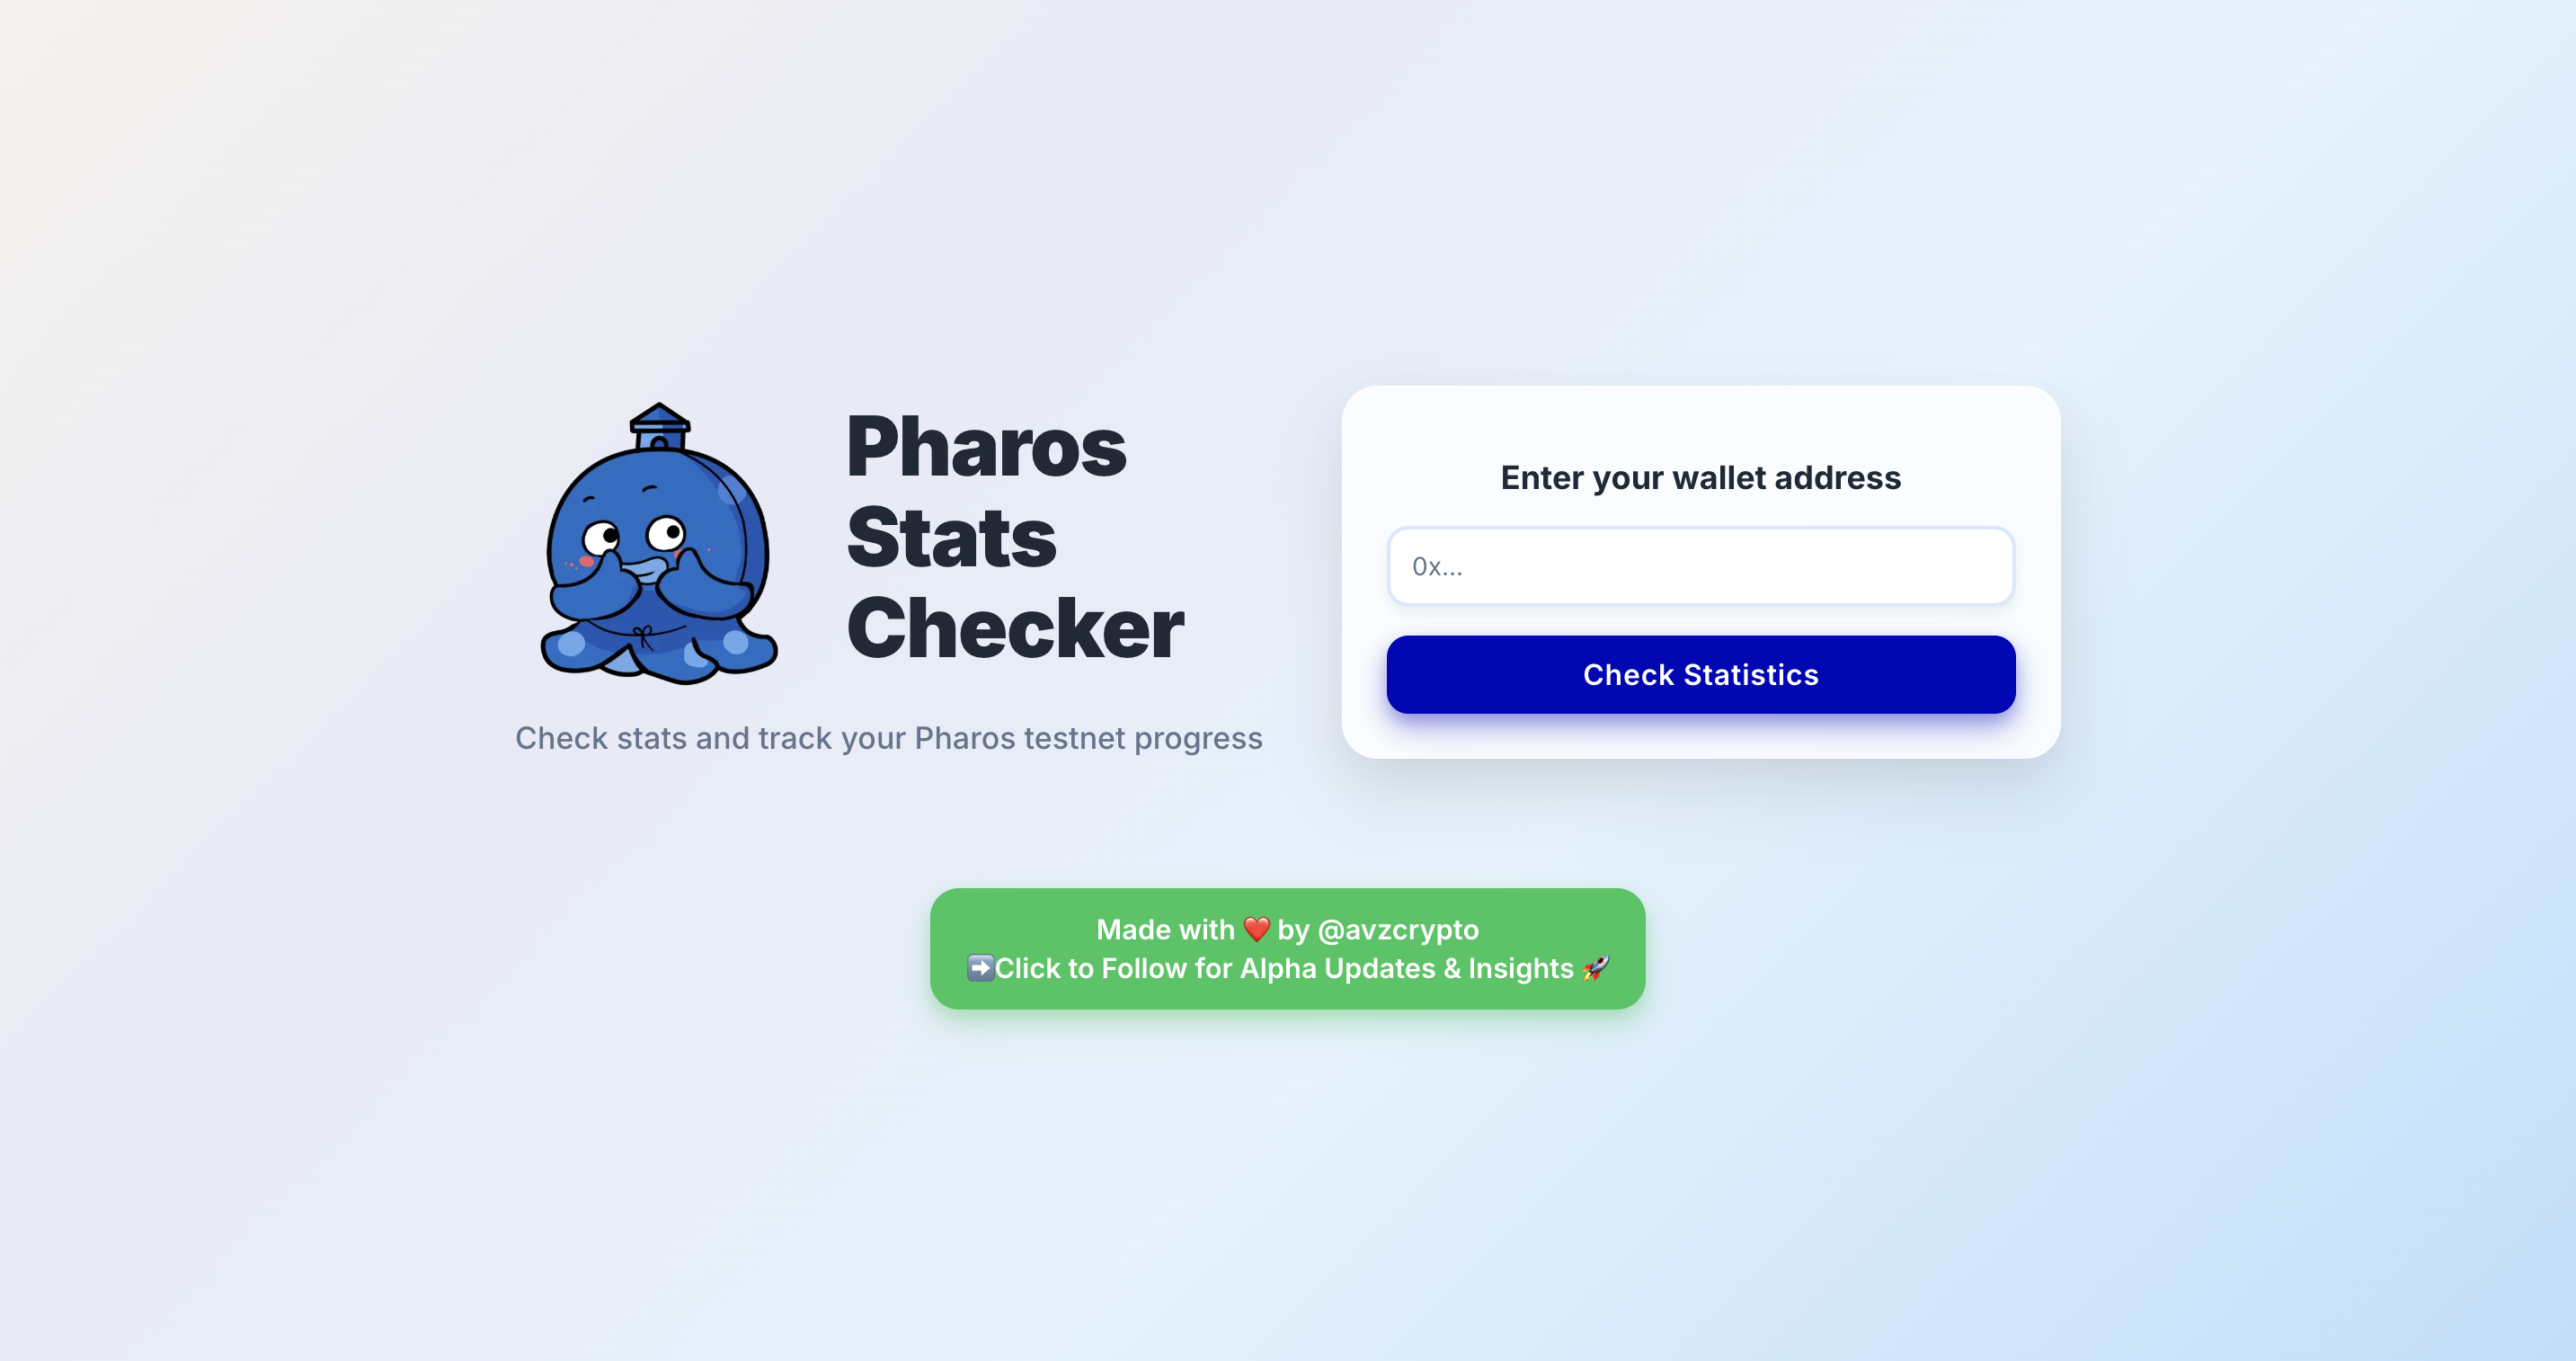 Pharos
Stats
Checker
Check stats and track your Pharos testnet progress
Enter your wallet address
0x...
Check Statistics
Made with ❤️ by @avzcrypto
➡️Click to Follow for Alpha Updates & Insights 🚀